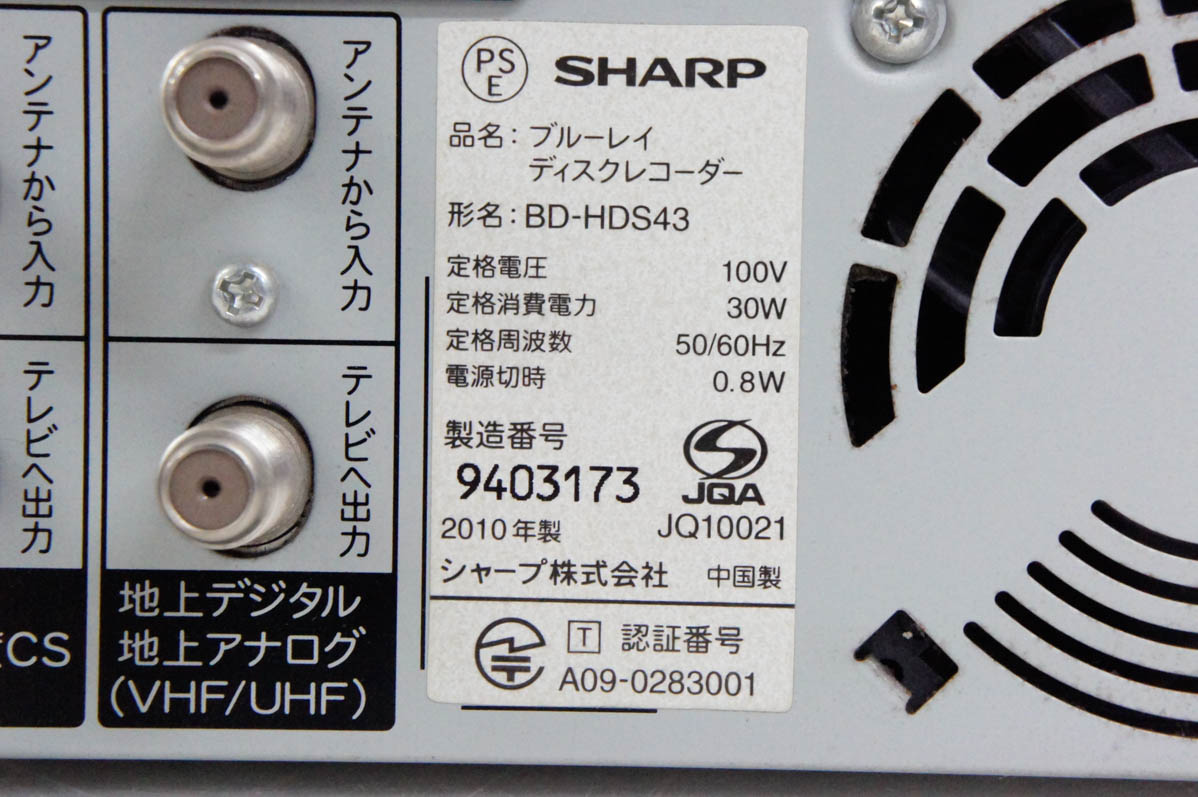 アンテナから入力
テレビへ出力
CS
アンテナから入力
テレビへ出力
地上デジタル
地上アナログ
(VHF/UHF)
PS
E
SHARP
品名：ブルーレイ
ディスクレコーダー
形名：BD-HDS43
定格電圧 100V
定格消費電力 30W
定格周波数 50/60Hz
電源切時 0.8W
製造番号
9403173
JQA
2010年製 JQ10021
シャープ株式会社 中国製
T 認証番号
A09-0283001